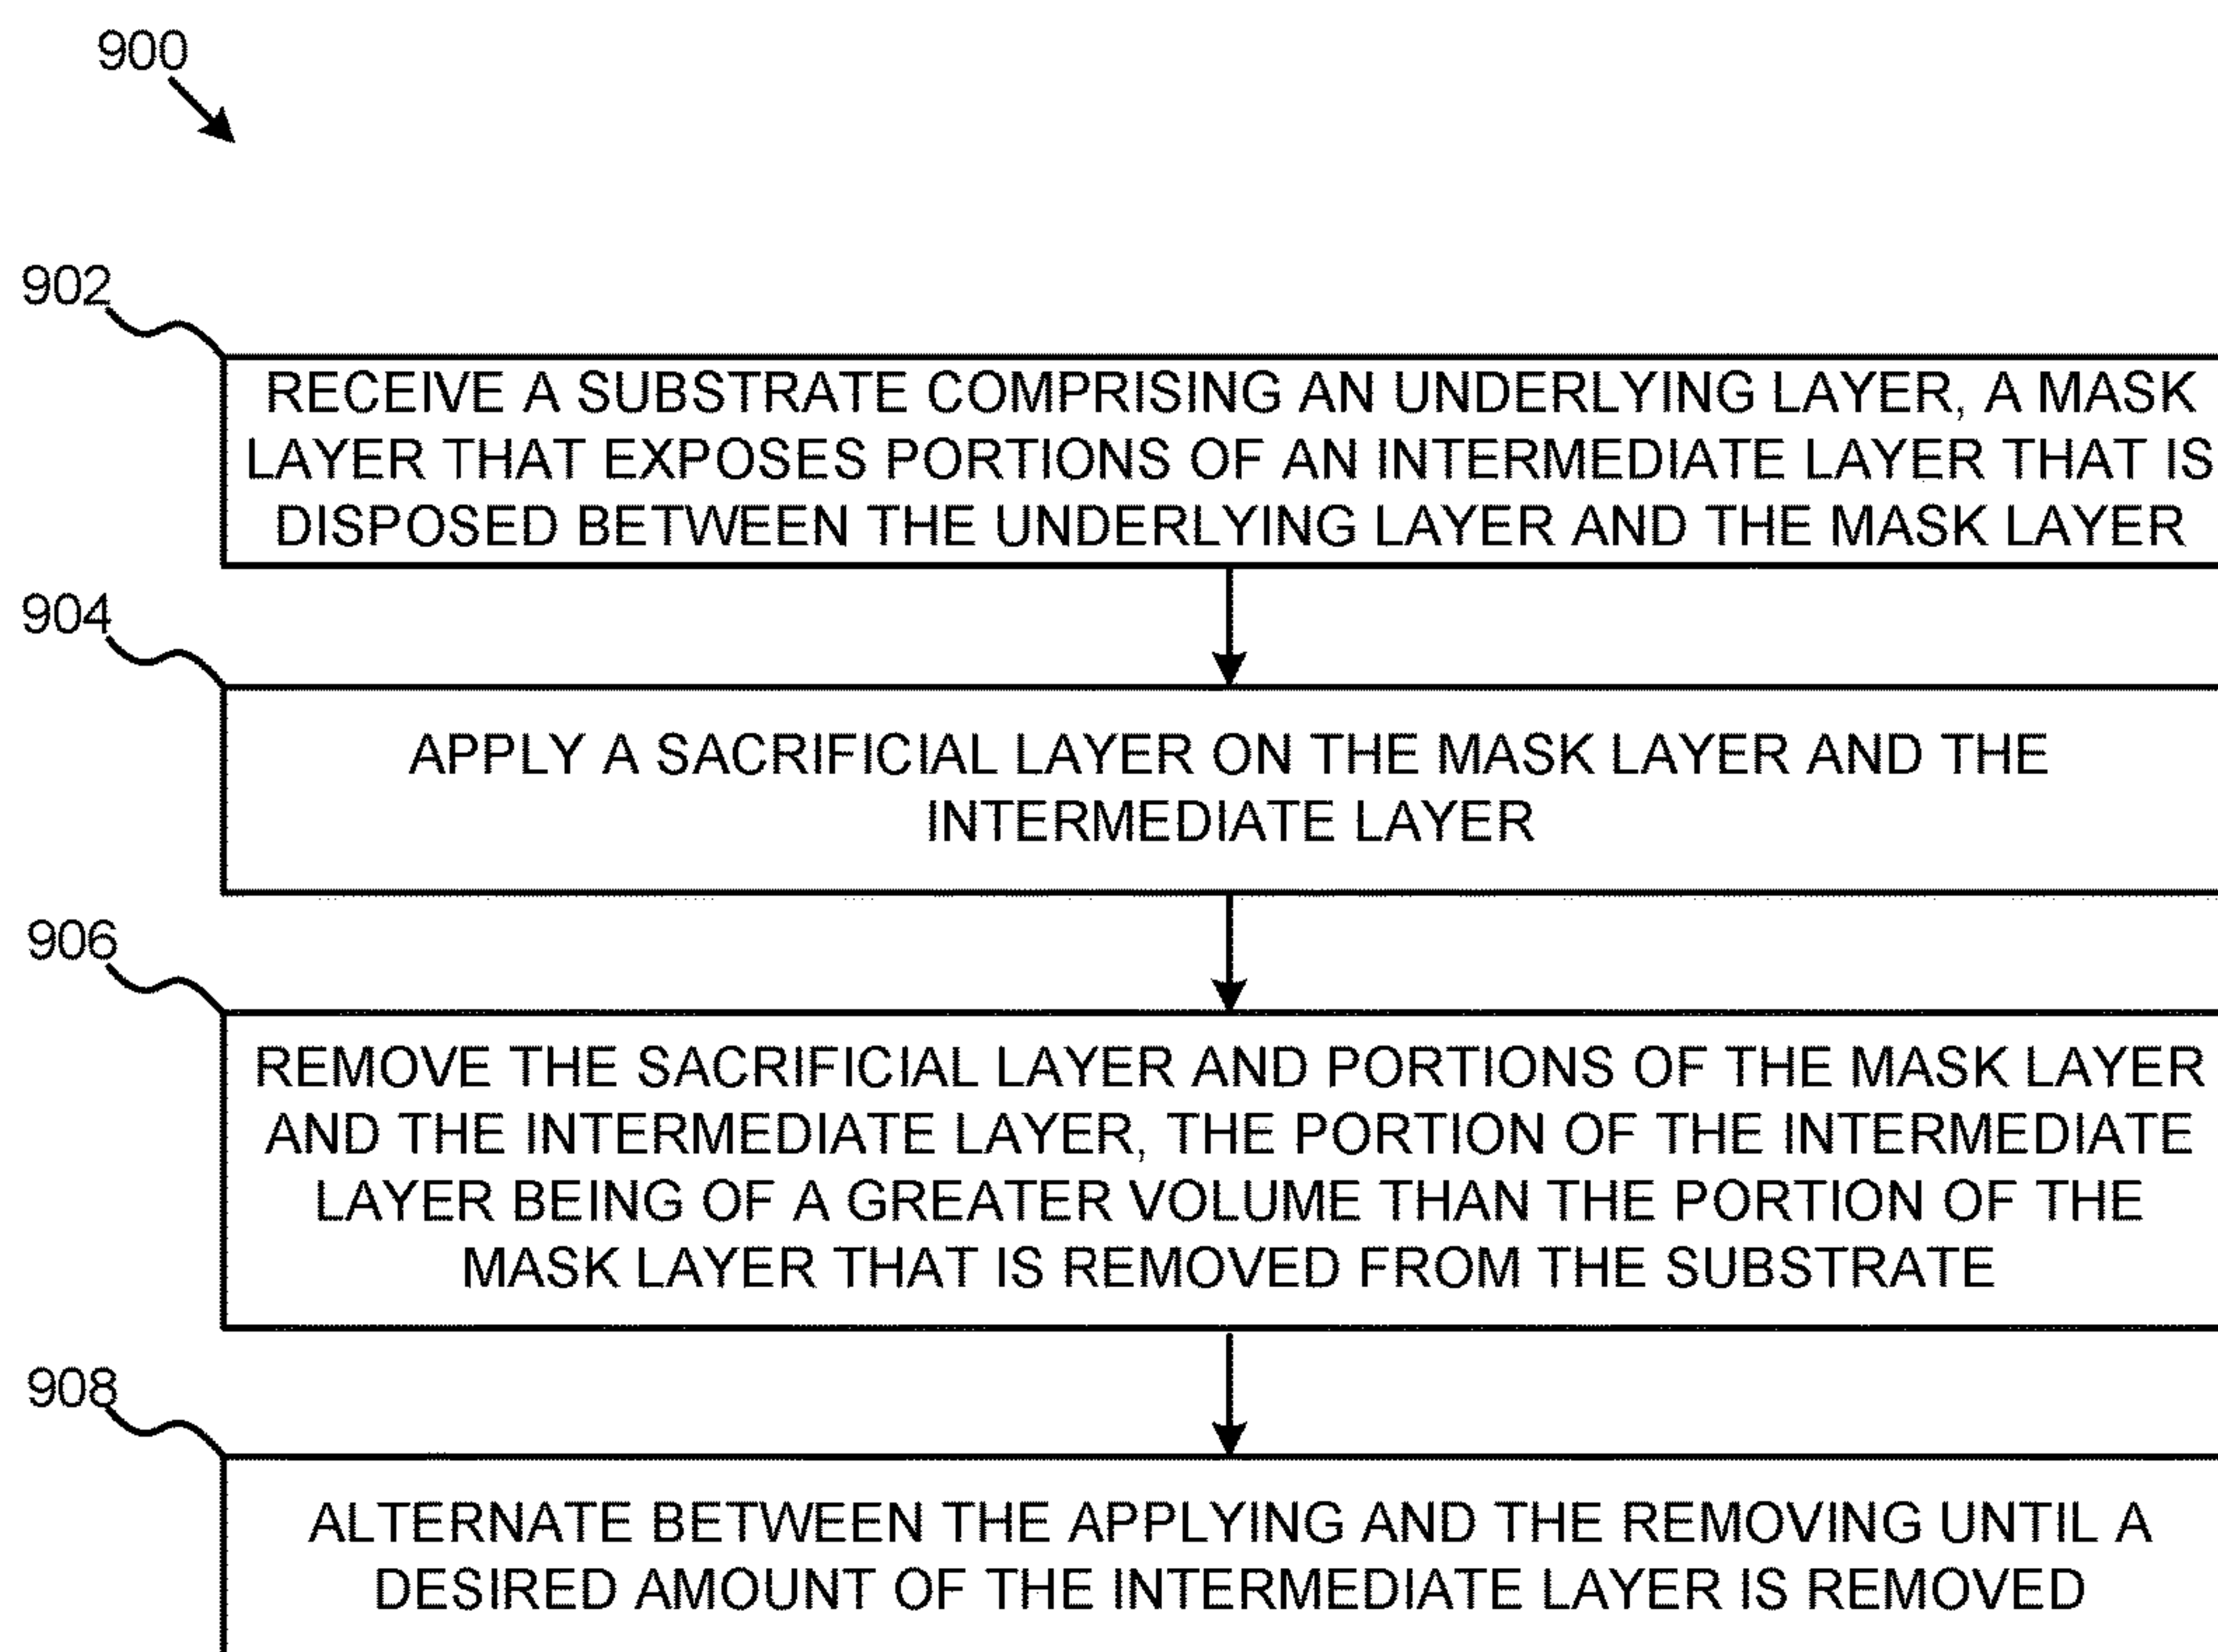 900
902
RECEIVE A SUBSTRATE COMPRISING AN UNDERLYING LAYER, A MASK
LAYER THAT EXPOSES PORTIONS OF AN INTERMEDIATE LAYER THAT IS
DISPOSED BETWEEN THE UNDERLYING LAYER AND THE MASK LAYER
904
APPLY A SACRIFICIAL LAYER ON THE MASK LAYER AND THE
INTERMEDIATE LAYER
906
REMOVE THE SACRIFICIAL LAYER AND PORTIONS OF THE MASK LAYER
AND THE INTERMEDIATE LAYER, THE PORTION OF THE INTERMEDIATE
LAYER BEING OF A GREATER VOLUME THAN THE PORTION OF THE
MASK LAYER THAT IS REMOVED FROM THE SUBSTRATE
908
ALTERNATE BETWEEN THE APPLYING AND THE REMOVING UNTIL A
DESIRED AMOUNT OF THE INTERMEDIATE LAYER IS REMOVED